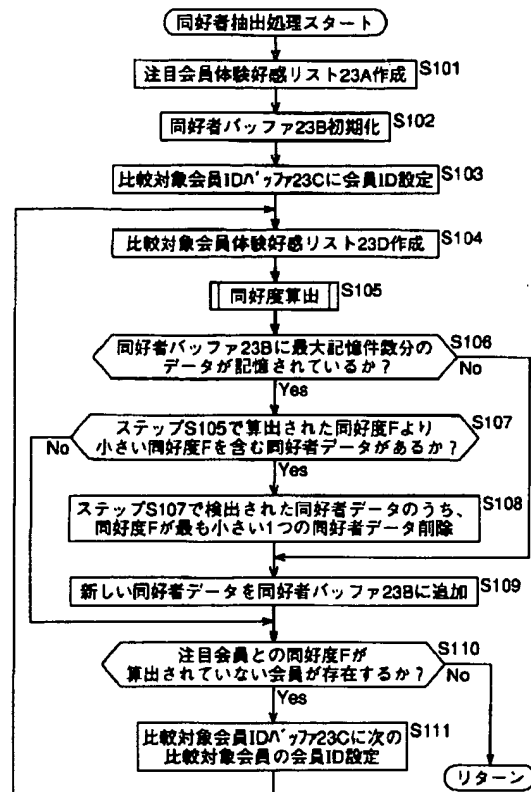 同好者抽出処理スタート
注目会員体験好感リスト23A作成
S101
同好者バッファ23B初期化
S102
比較対象会員IDバッファ23Cに会員ID設定
S103
比較対象会員体験好感リスト23D作成
S104
同好度算出
S105
同好者バッファ23Bに最大記憶件数分の
データが記憶されているか？
S106
No
Yes
ステップS105で算出された同好度Fより
小さい同好度Fを含む同好者データがあるか？
S107
No
Yes
ステップS107で検出された同好者データのうち、
同好度Fが最も小さい1つの同好者データ削除
S108
新しい同好者データを同好者バッファ23Bに追加
S109
注目会員との同好度Fが
算出されていない会員が存在するか？
S110
No
Yes
比較対象会員IDバッファ23Cに次の
比較対象会員の会員ID設定
S111
リターン